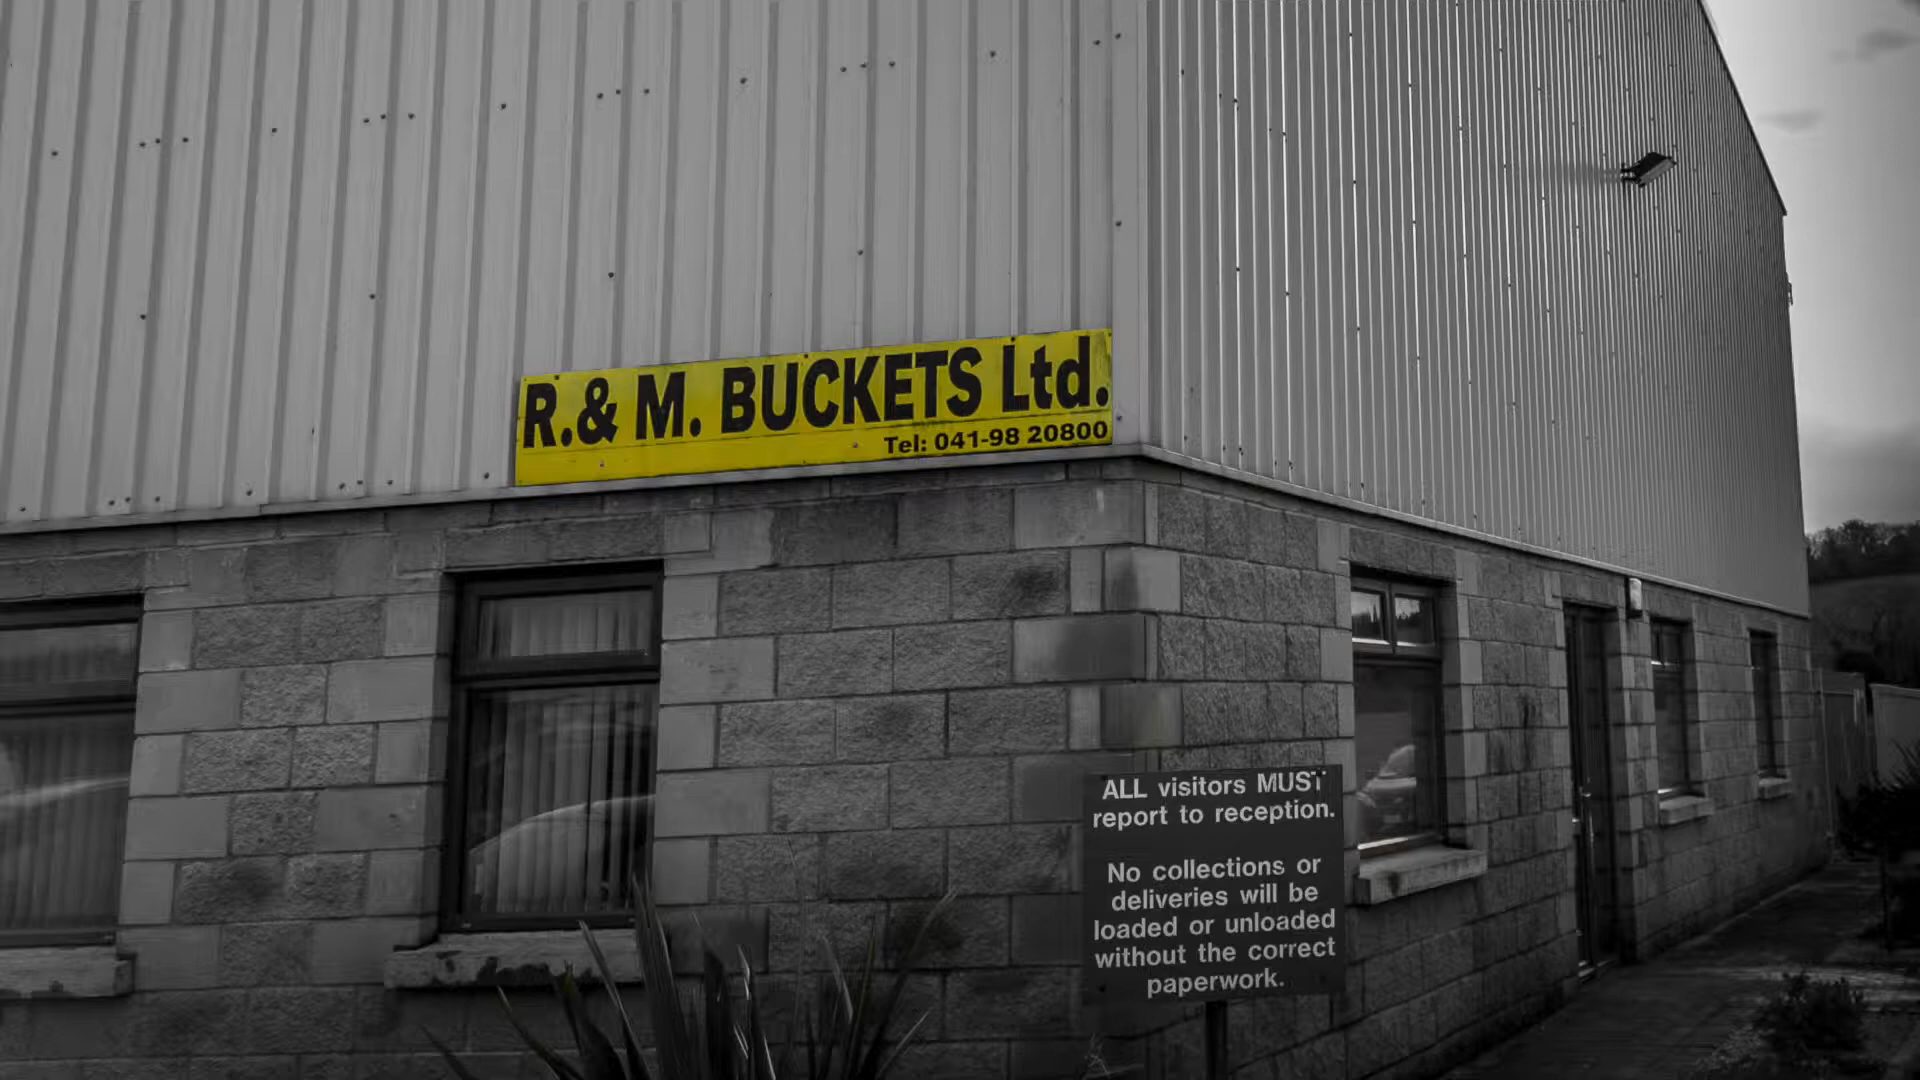 R.& M. BUCKETS Ltd.
Tel: 041-98 20800
ALL visitors MUST
report to reception.
No collections or
deliveries will be
loaded or unloaded
without the correct
paperwork.